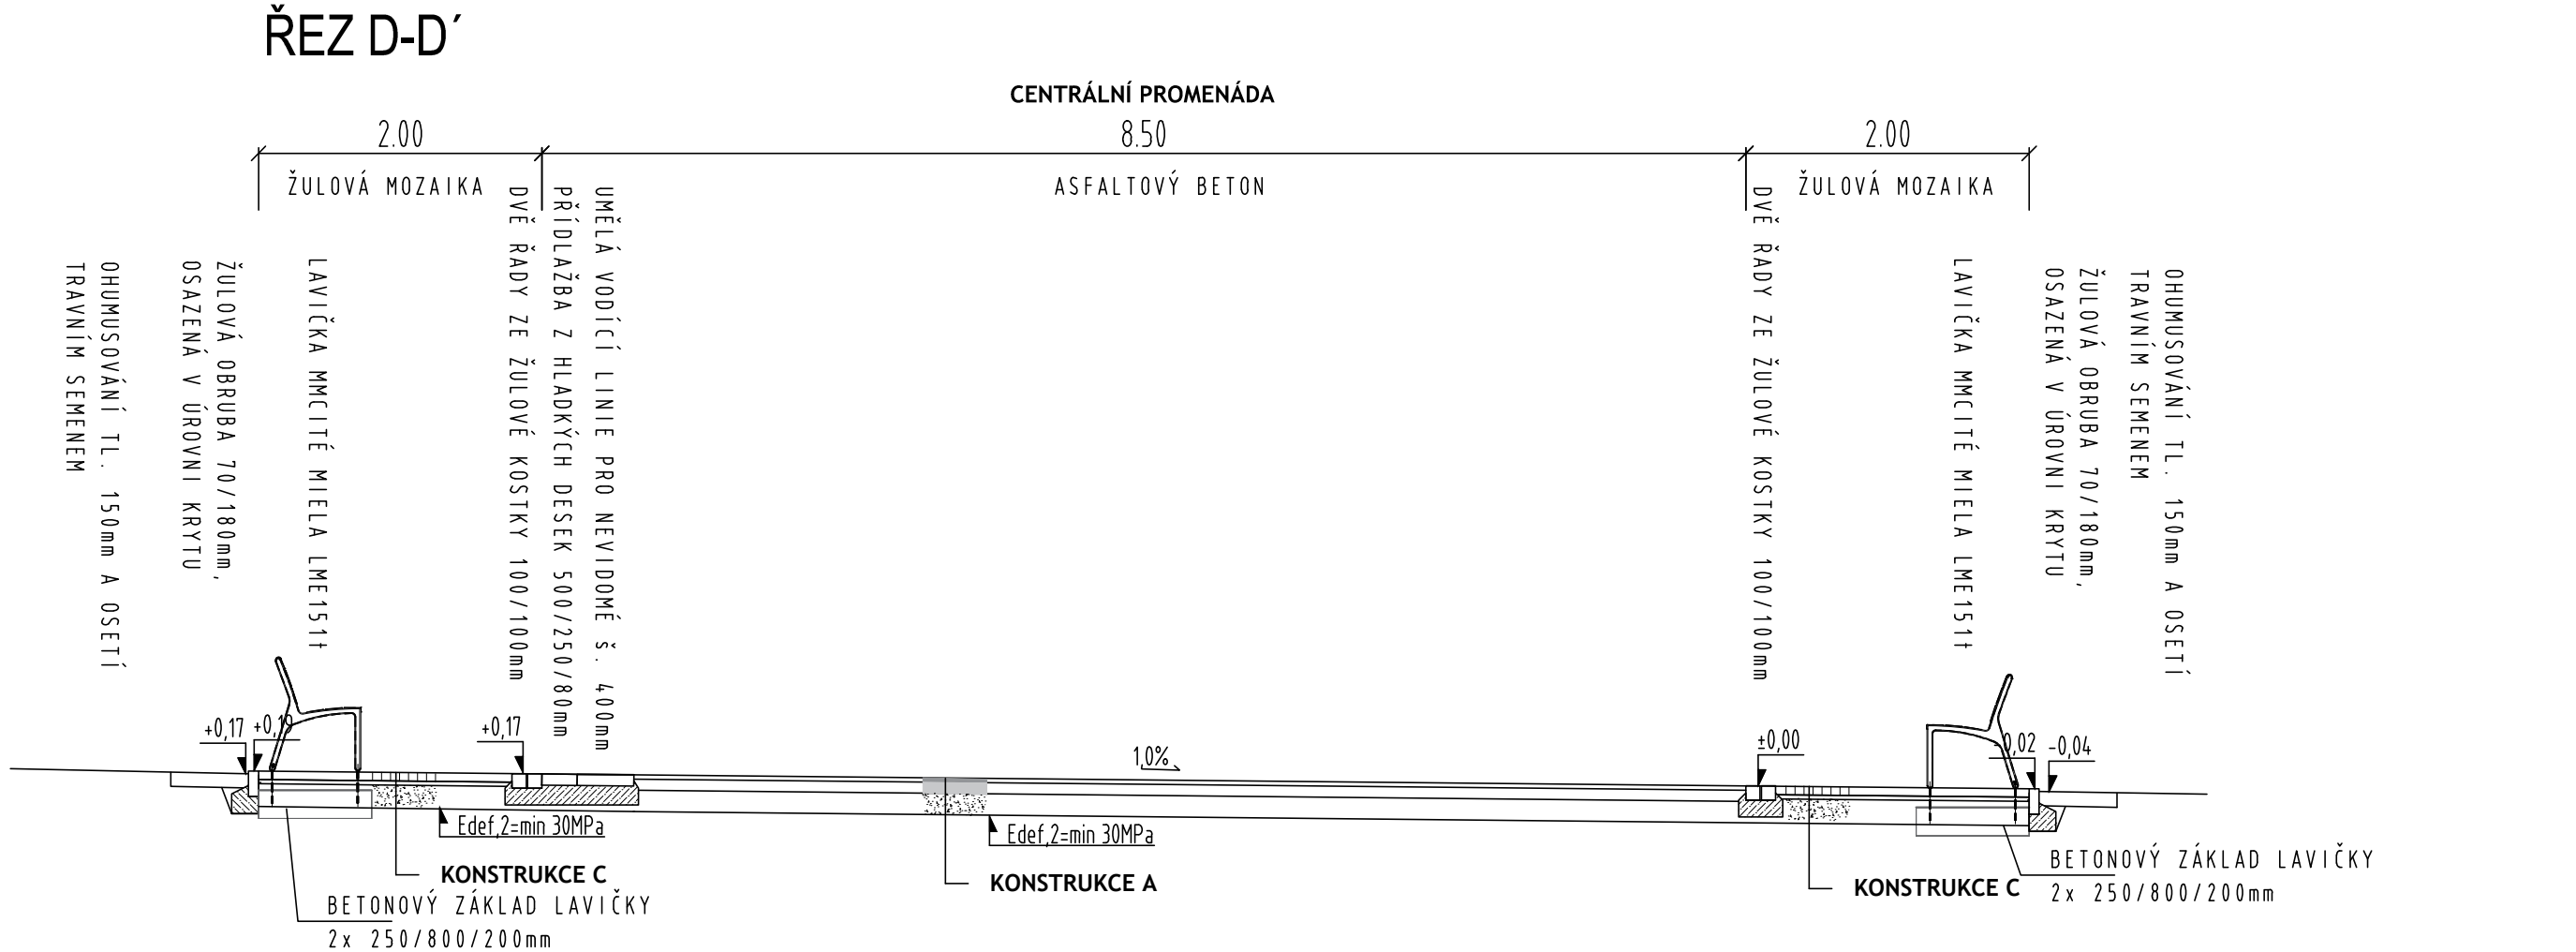 ŘEZ D-D´
CENTRÁLNÍ PROMENÁDA
2.00
8.50
2.00
ŽULOVÁ MOZAIKA
ASFALTOVÝ BETON
ŽULOVÁ MOZAIKA
OHUMUSOVÁNÍ TL. 150mm A OSETÍ
TRAVNÍM SEMENEM
ŽULOVÁ OBRUBA 70/180mm,
OSAZENÁ V ÚROVNI KRYTU
LAVIČKA MMCITÉ MIELA LME151t
DVĚ ŘADY ZE ŽULOVÉ KOSTKY 100/100mm
UMĚLÁ VODÍCÍ LINIE PRO NEVIDOMÉ Š. 400mm
PŘÍDLAŽBA Z HLADKÝCH DESEK 500/250/80mm
DVĚ ŘADY ZE ŽULOVÉ KOSTKY 100/100mm
LAVIČKA MMCITÉ MIELA LME151t
ŽULOVÁ OBRUBA 70/180mm,
OSAZENÁ V ÚROVNI KRYTU
OHUMUSOVÁNÍ TL. 150mm A OSETÍ
TRAVNÍM SEMENEM
+0,17
+0,19
+0,17
1,0%
±0,00
-0,02
-0,04
Edef,2=min 30MPa
Edef,2=min 30MPa
KONSTRUKCE C
KONSTRUKCE A
KONSTRUKCE C
BETONOVÝ ZÁKLAD LAVIČKY
2x 250/800/200mm
BETONOVÝ ZÁKLAD LAVIČKY
2x 250/800/200mm